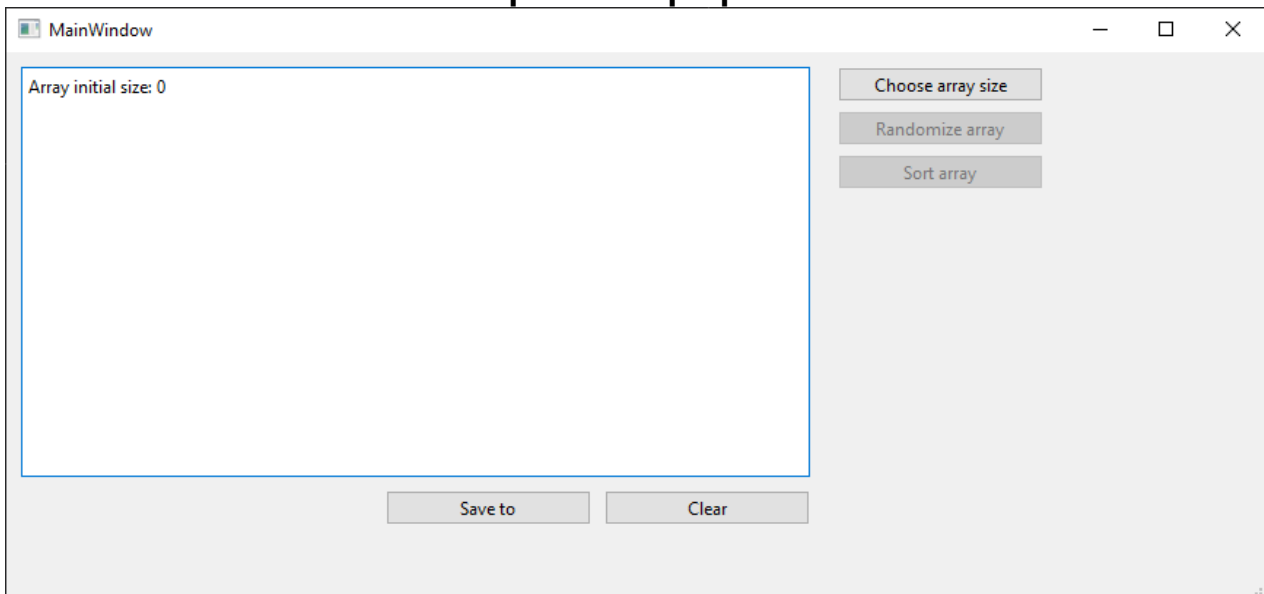 MainWindow
Array initial size: 0
Choose array size
Randomize array
Sort array
Save to
Clear